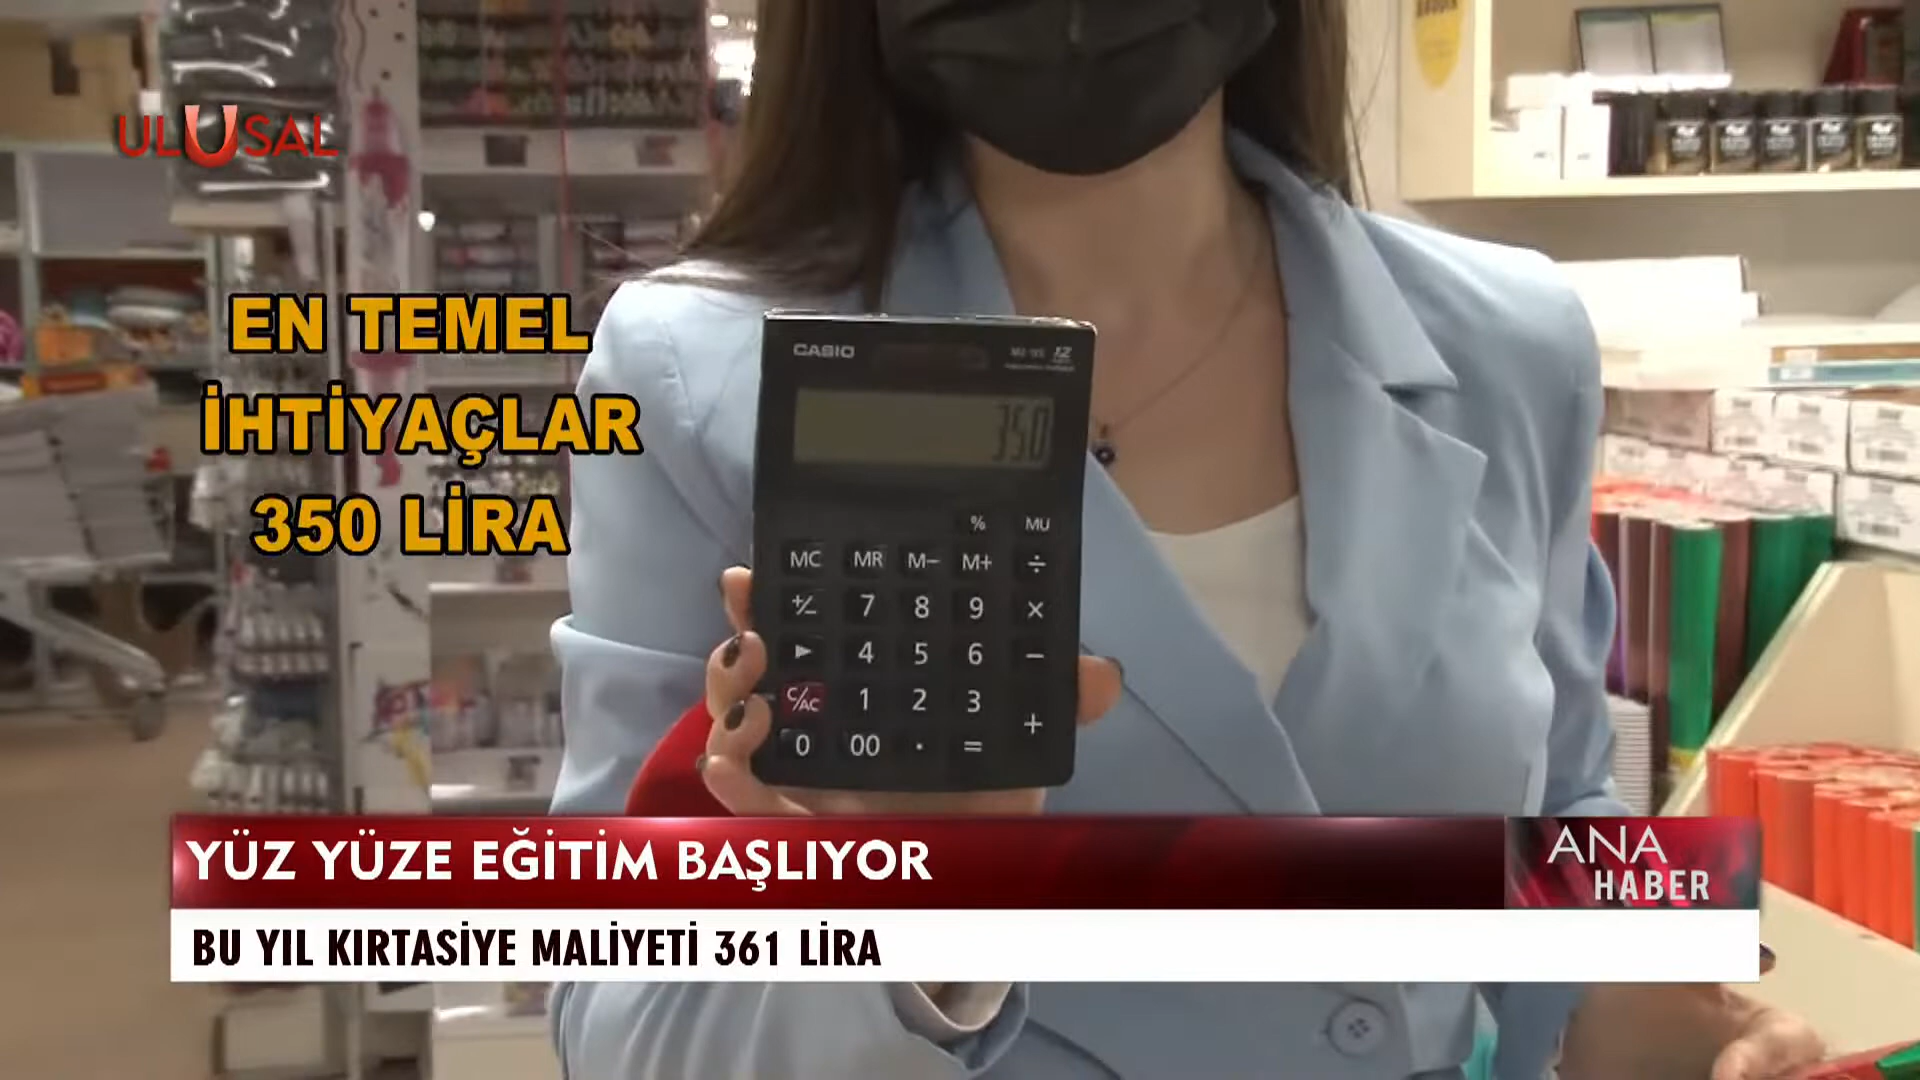 ULUSAL
EN TEMEL
İHTİYAÇLAR
350 LİRA
CASIO
12
350
% MU
MC MR M− M+ ÷
+/− 7 8 9 ×
▶ 4 5 6 −
C/AC 1 2 3 +
0 00 · =
YÜZ YÜZE EĞİTİM BAŞLIYOR
ANA
HABER
BU YIL KIRTASİYE MALİYETİ 361 LİRA